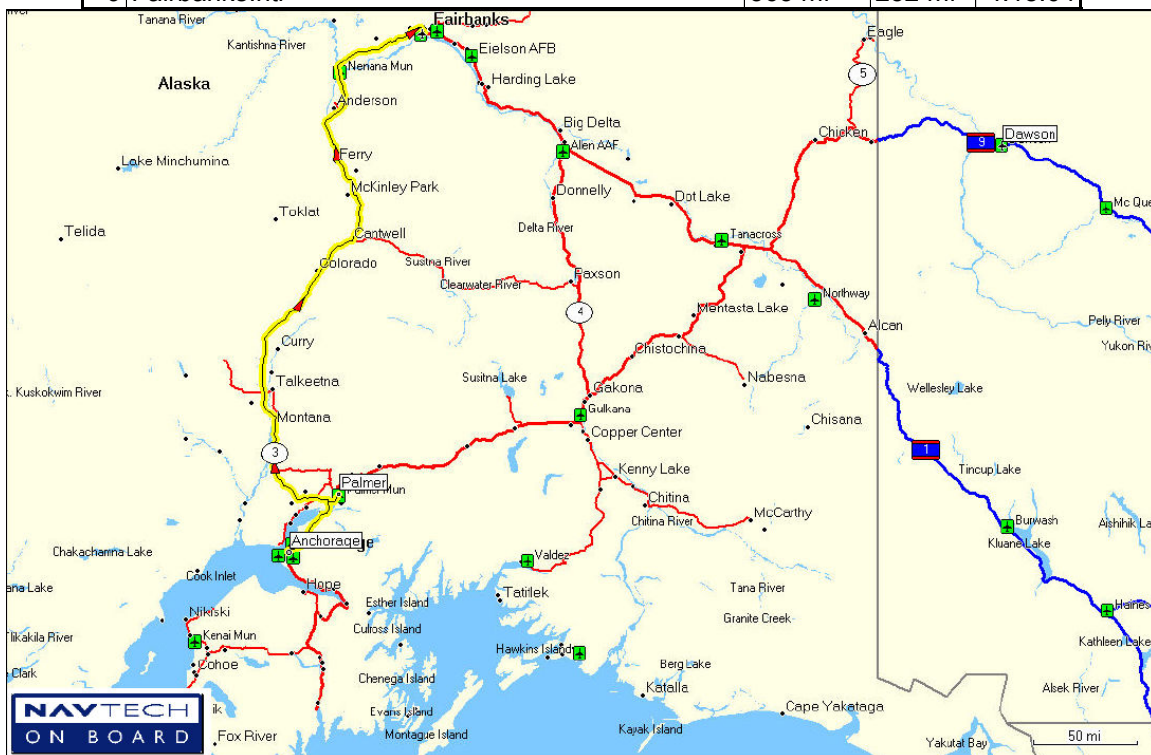 Tanana River
Fairbanks
Eagle
Kantishna River
Eielson AFB
5
Nenana Mun
Harding Lake
Alaska
Anderson
Big Delta
Chicken
9
Dawson
Allen AAF
Ferry
Lake Minchumina
McKinley Park
Donnelly
Dot Lake
Mc Que
Toklat
Delta River
Telida
Cantwell
Tanacross
Susitna River
Colorado
Clearwater River
Paxson
Northway
4
Mentasta Lake
Pely River
Alcan
Curry
Chistochina
Yukon Riv
Talkeetna
Susitna Lake
Nabesna
Wellesley Lake
. Kuskokwim River
Gakona
Gulkana
Montana
Chisana
Copper Center
1
3
Kenny Lake
Tincup Lake
Palmer
Palmer Mun
Chitina
McCarthy
Chitina River
Burwash
Aishihik L
Anchorage
Kluane Lake
Chakachamna Lake
Valdez
Cook Inlet
Hope
Tana River
ana Lake
Esther Island
Tatilek
Haines
Nikiski
Granite Creek
Culross Island
likakila River
Kenai Mun
Hawkins Island
Kathleen Lake
Cohoe
Berg Lake
Clark
Chenega Island
Katalla
Alsek River
NAVTECH
ON BOARD
ik
Evans Island
Cape Yakataga
Fox River
Montague Island
Kayak Island
Yakutat Bay
50 mi